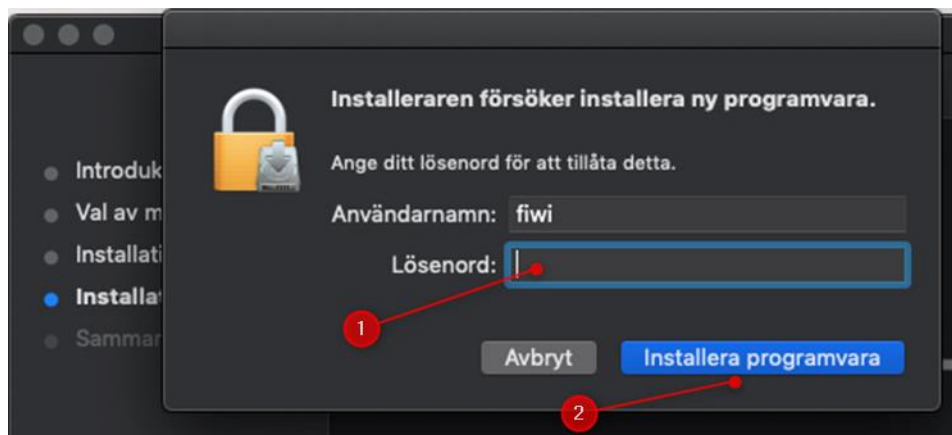 Installeraren försöker installera ny programvara.
Ange ditt lösenord för att tillåta detta.
Användarnamn: fiwi
Lösenord:
Introduk
Val av m
Installati
Installat
Sammar
1
Avbryt
Installera programvara
2